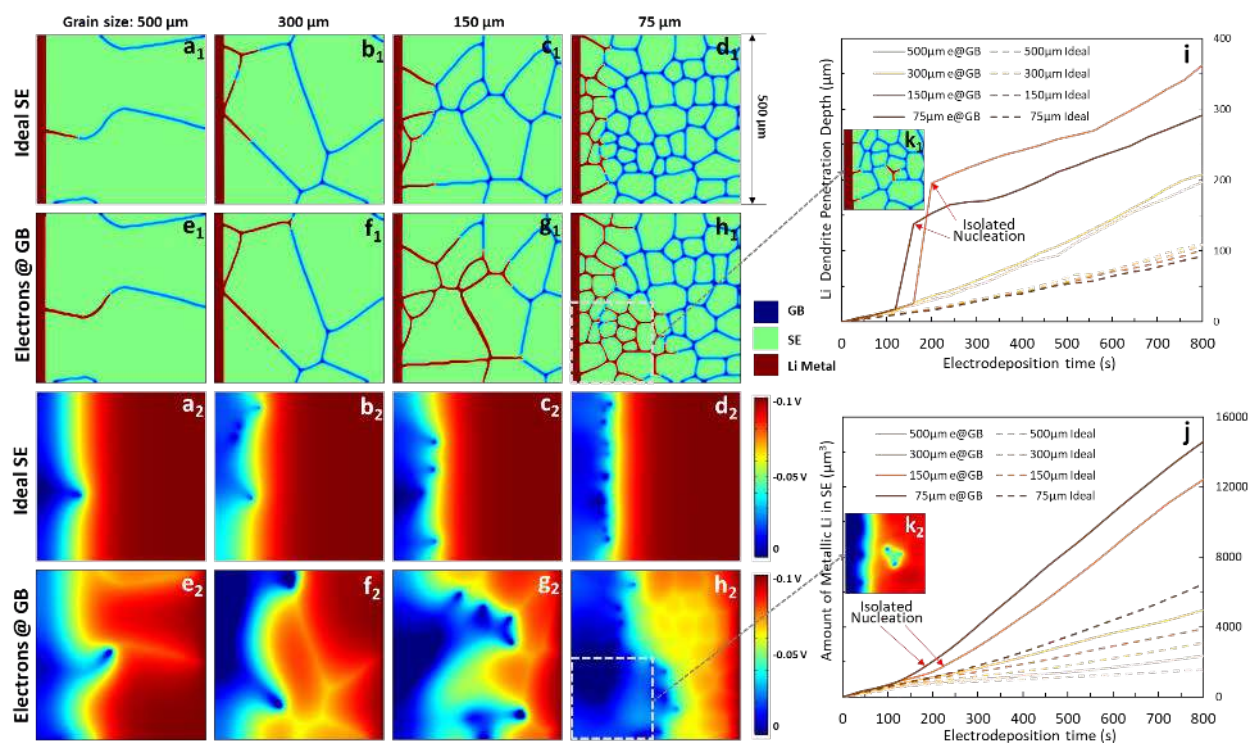 Grain size: 500 μm
300 μm
150 μm
75 μm
Ideal SE
a1
b1
c1
d1
500 μm
Electrons @ GB
e1
f1
g1
h1
GB
SE
Li Metal
Ideal SE
a2
b2
c2
d2
-0.1 V
-0.05 V
0
Electrons @ GB
e2
f2
g2
h2
-0.1 V
-0.05 V
0
i
500μm e@GB
500μm Ideal
300μm e@GB
300μm Ideal
150μm e@GB
150μm Ideal
75μm e@GB
75μm Ideal
k1
Isolated
Nucleation
Li Dendrite Penetration Depth (μm)
400
300
200
100
0
0 100 200 300 400 500 600 700 800
Electrodeposition time (s)
j
500μm e@GB
500μm Ideal
300μm e@GB
300μm Ideal
150μm e@GB
150μm Ideal
75μm e@GB
75μm Ideal
k2
Isolated
Nucleation
Amount of Metallic Li in SE (μm³)
16000
12000
8000
4000
0
0 100 200 300 400 500 600 700 800
Electrodeposition time (s)